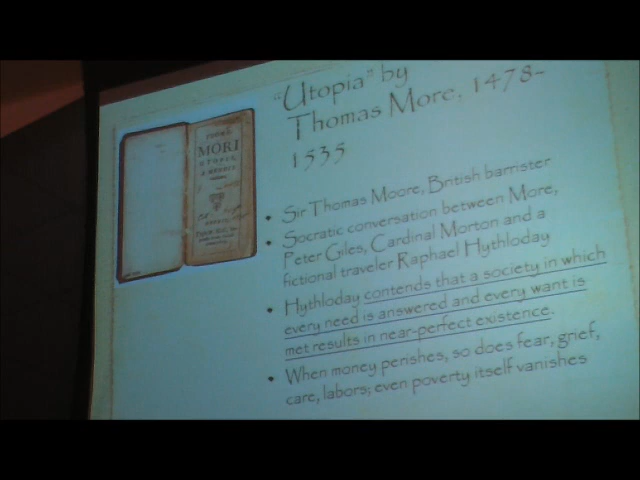 "Utopia" by
Thomas More, 1478-
1535
• Sir Thomas Moore, British barrister
• Socratic conversation between More,
Peter Giles, Cardinal Morton and a
fictional traveler Raphael Hythloday
• Hythloday contends that a society in which
every need is answered and every want is
met results in near-perfect existence.
• When money perishes, so does fear, grief,
care, labors; even poverty itself vanishes
MORI